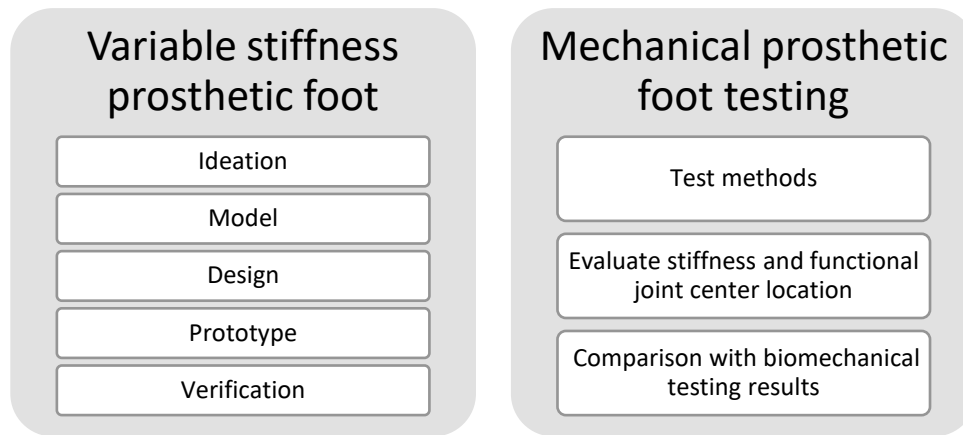 Variable stiffness
prosthetic foot
Ideation
Model
Design
Prototype
Verification
Mechanical prosthetic
foot testing
Test methods
Evaluate stiffness and functional
joint center location
Comparison with biomechanical
testing results